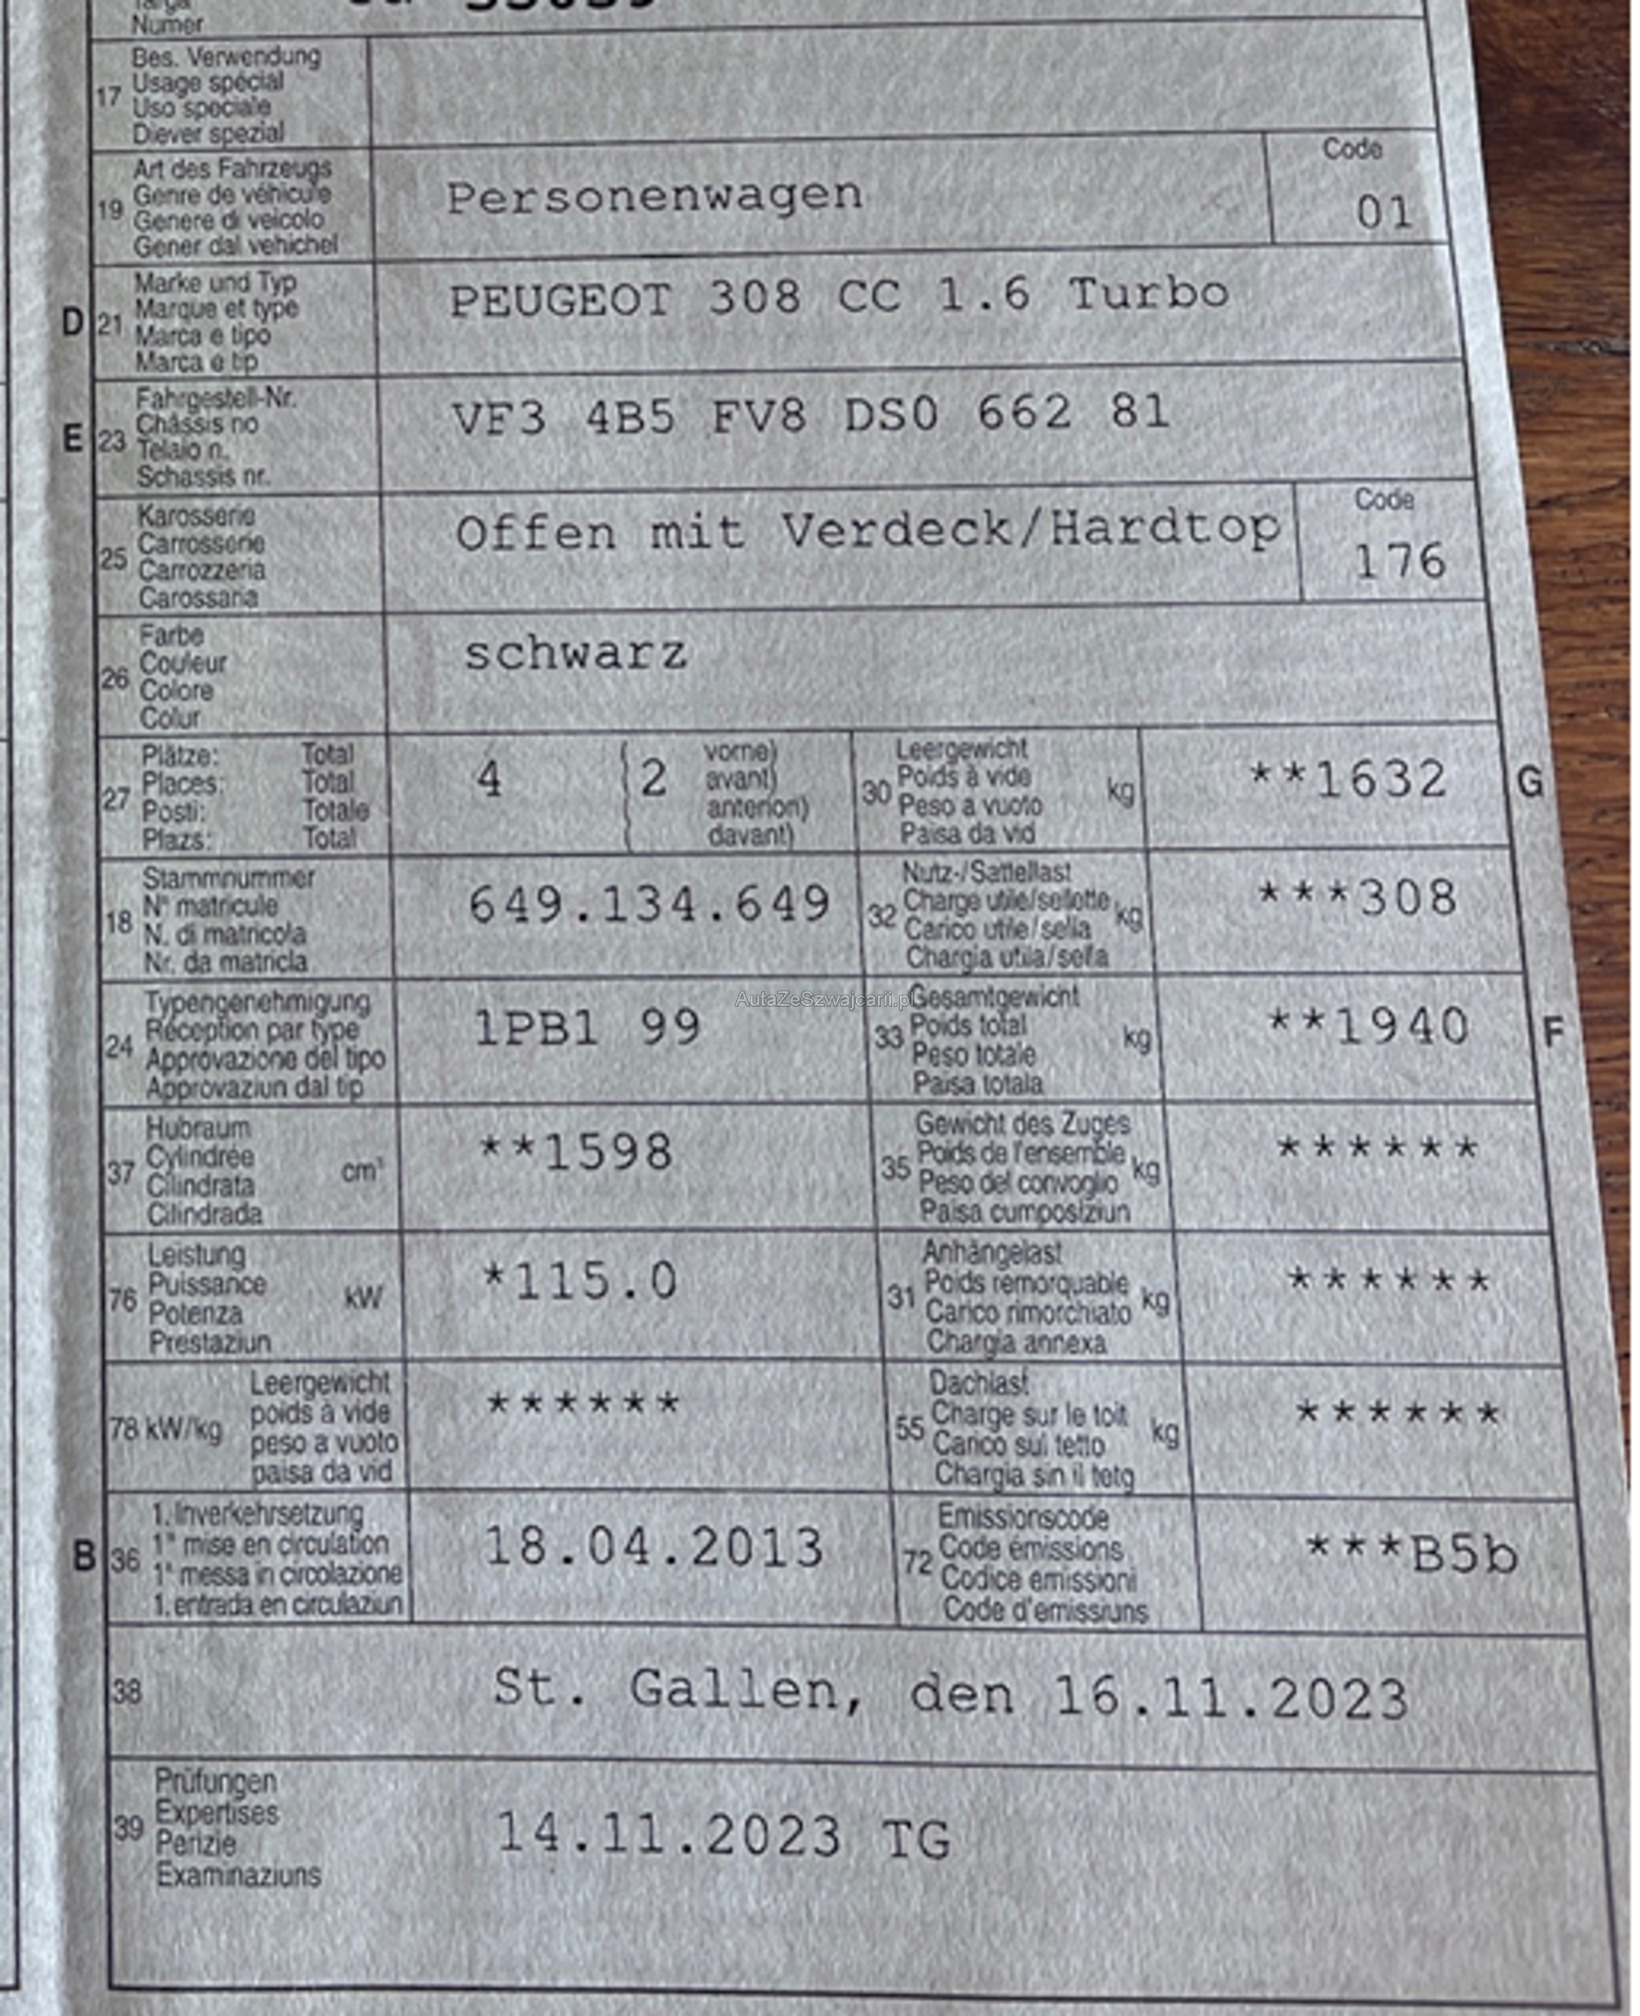 Numer
17
Bes. Verwendung
Usage spécial
Uso speciale
Diever spezial
19
Art des Fahrzeugs
Genre de véhicule
Genere di veicolo
Gener dal vehichel
Personenwagen
Code
01
D 21
Marke und Typ
Marque et type
Marca e tipo
Marca e tip
PEUGEOT 308 CC 1.6 Turbo
E 23
Fahrgestell-Nr.
Châssis no
Telaio n.
Schassis nr.
VF3 4B5 FV8 DS0 662 81
25
Karosserie
Carrosserie
Carrozzeria
Carossaria
Offen mit Verdeck/Hardtop
Code
176
26
Farbe
Couleur
Colore
Colur
schwarz
27
Plätze: Total
Places: Total
Posti: Totale
Plazs: Total
4 ( 2
vorne)
avant)
anteriori)
davant)
30
Leergewicht
Poids à vide
Peso a vuoto
Paisa da vid
kg
**1632
G
18
Stammnummer
N° matricule
N. di matricola
Nr. da matricla
649.134.649
32
Nutz-/Sattellast
Charge utile/sellette
Carico utile/sella
Chargia utila/sella
kg
***308
24
Typengenehmigung
Réception par type
Approvazione del tipo
Approvaziun dal tip
1PB1 99
AutaZeSzwajcarii.pl
33
Gesamtgewicht
Poids total
Peso totale
Paisa totala
kg
**1940
F
37
Hubraum
Cylindrée
Cilindrata
Cilindrada
cm³
**1598
35
Gewicht des Zuges
Poids de l'ensemble
Peso del convoglio
Paisa cumposiziun
kg
******
76
Leistung
Puissance
Potenza
Prestaziun
kW
*115.0
31
Anhängelast
Poids remorquable
Carico rimorchiato
Chargia annexa
kg
******
78 kW/kg
Leergewicht
poids à vide
peso a vuoto
paisa da vid
******
55
Dachlast
Charge sur le toit
Carico sul tetto
Chargia sin il tetg
kg
******
B 36
1. Inverkehrsetzung
1re mise en circulation
1a messa in circolazione
1. entrada en circulaziun
18.04.2013
72
Emissionscode
Code émissions
Codice emissioni
Code d'emissiuns
***B5b
38
St. Gallen, den 16.11.2023
39
Prüfungen
Expertises
Perizie
Examinaziuns
14.11.2023 TG